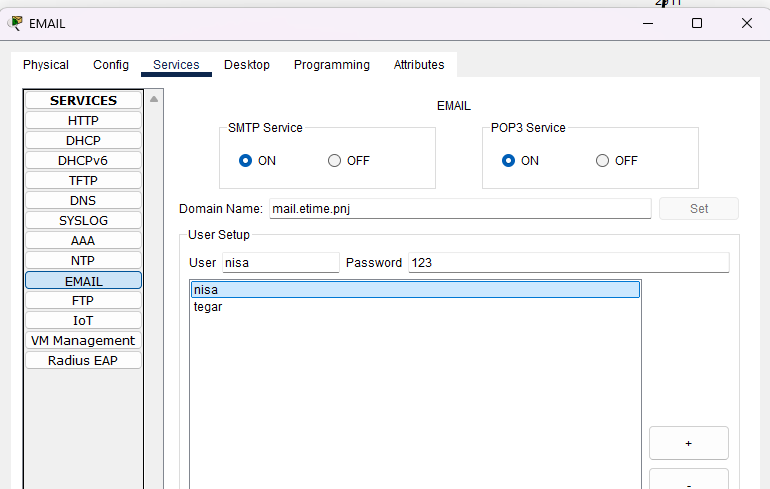 2911
EMAIL
Physical Config Services Desktop Programming Attributes
SERVICES
HTTP
DHCP
DHCPv6
TFTP
DNS
SYSLOG
AAA
NTP
EMAIL
FTP
IoT
VM Management
Radius EAP
EMAIL
SMTP Service
ON OFF
POP3 Service
ON OFF
Domain Name: mail.etime.pnj Set
User Setup
User nisa Password 123
nisa
tegar
+
-